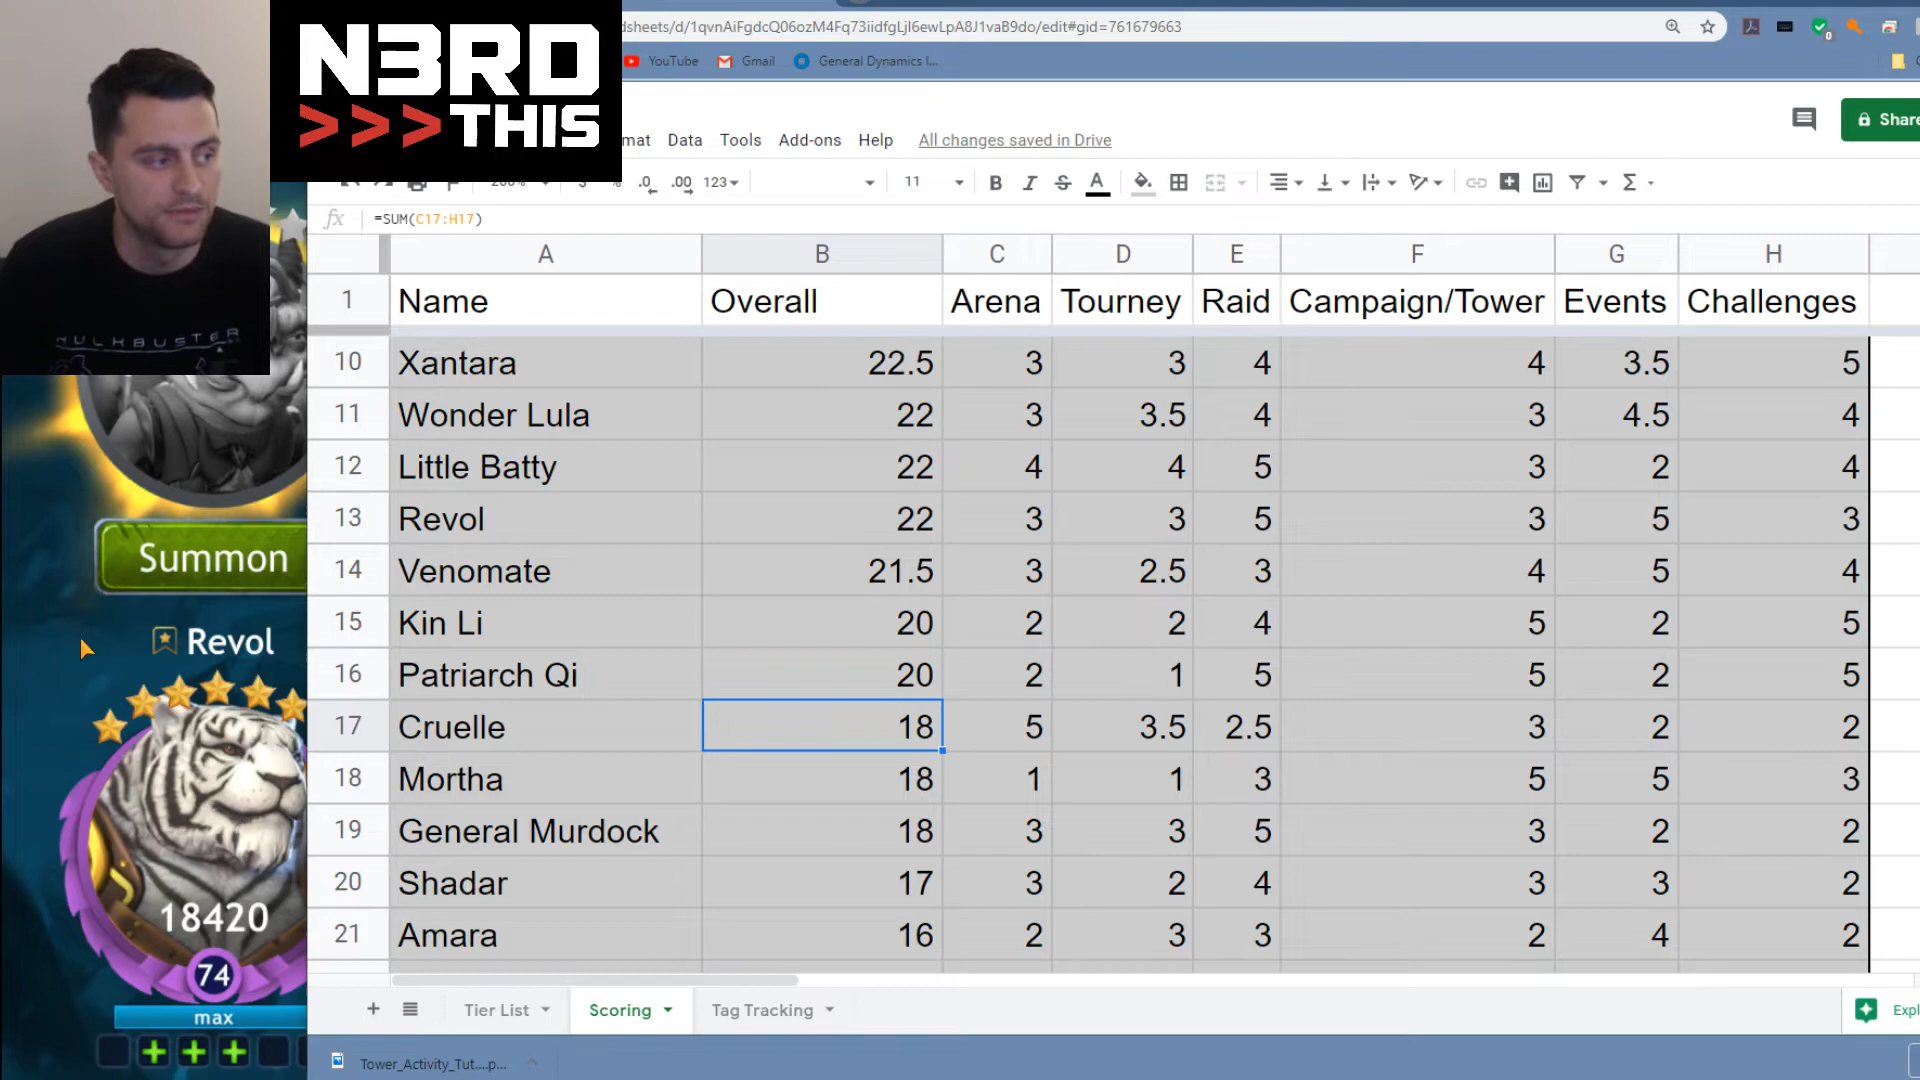 N3RD
>>> THIS
dsheets/d/1qvnAiFgdcQ06ozM4Fq73iidfgLjI6ewLpA8J1vaB9do/edit#gid=761679663
YouTube Gmail General Dynamics I...
mat Data Tools Add-ons Help All changes saved in Drive
Share
.0 .00 123 11 B I S A Σ
fx =SUM(C17:H17)
A B C D E F G H
1 Name Overall Arena Tourney Raid Campaign/Tower Events Challenges
10 Xantara 22.5 3 3 4 4 3.5 5
11 Wonder Lula 22 3 3.5 4 3 4.5 4
12 Little Batty 22 4 4 5 3 2 4
13 Revol 22 3 3 5 3 5 3
14 Venomate 21.5 3 2.5 3 4 5 4
15 Kin Li 20 2 2 4 5 2 5
16 Patriarch Qi 20 2 1 5 5 2 5
17 Cruelle 18 5 3.5 2.5 3 2 2
18 Mortha 18 1 1 3 5 5 3
19 General Murdock 18 3 3 5 3 2 2
20 Shadar 17 3 2 4 3 3 2
21 Amara 16 2 3 3 2 4 2
Tier List Scoring Tag Tracking
Expl
Tower_Activity_Tut....p...
HULKBUSTER
Summon
Revol
18420
74
max